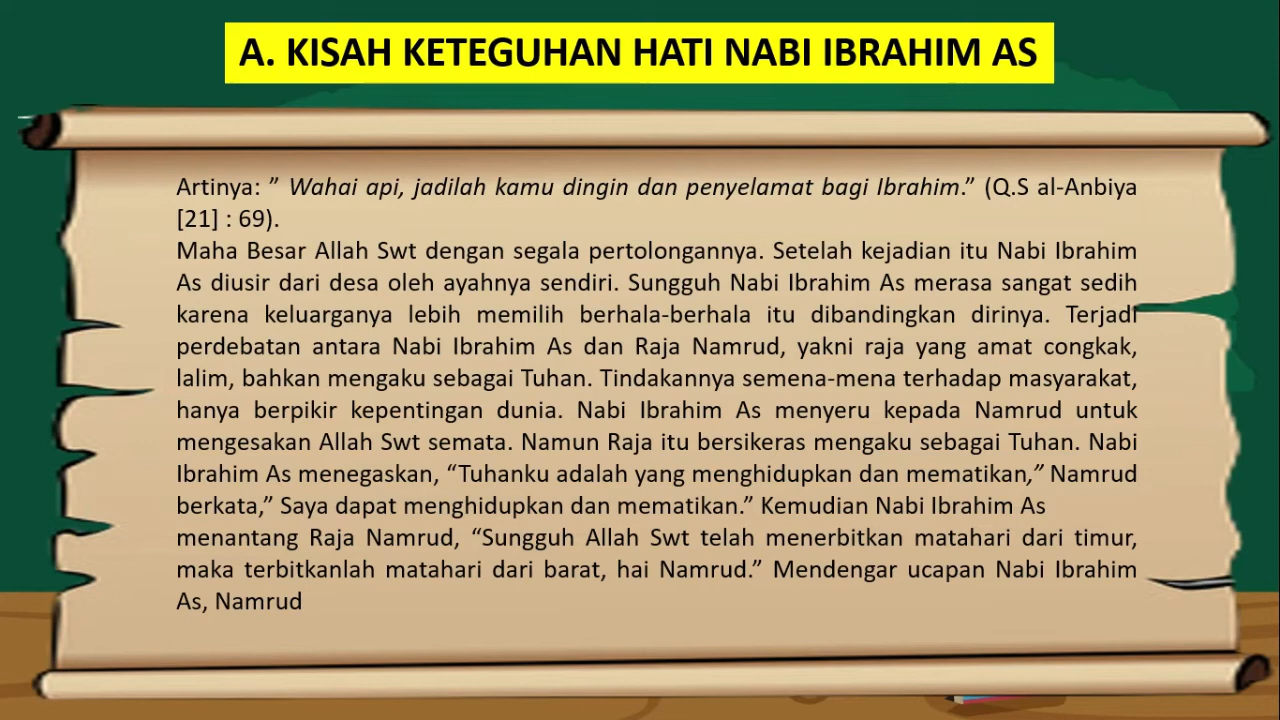 A. KISAH KETEGUHAN HATI NABI IBRAHIM AS
Artinya: ” Wahai api, jadilah kamu dingin dan penyelamat bagi Ibrahim.” (Q.S al-Anbiya
[21] : 69).
Maha Besar Allah Swt dengan segala pertolongannya. Setelah kejadian itu Nabi Ibrahim
As diusir dari desa oleh ayahnya sendiri. Sungguh Nabi Ibrahim As merasa sangat sedih
karena keluarganya lebih memilih berhala-berhala itu dibandingkan dirinya. Terjadi
perdebatan antara Nabi Ibrahim As dan Raja Namrud, yakni raja yang amat congkak,
lalim, bahkan mengaku sebagai Tuhan. Tindakannya semena-mena terhadap masyarakat,
hanya berpikir kepentingan dunia. Nabi Ibrahim As menyeru kepada Namrud untuk
mengesakan Allah Swt semata. Namun Raja itu bersikeras mengaku sebagai Tuhan. Nabi
Ibrahim As menegaskan, “Tuhanku adalah yang menghidupkan dan mematikan,” Namrud
berkata,” Saya dapat menghidupkan dan mematikan.” Kemudian Nabi Ibrahim As
menantang Raja Namrud, “Sungguh Allah Swt telah menerbitkan matahari dari timur,
maka terbitkanlah matahari dari barat, hai Namrud.” Mendengar ucapan Nabi Ibrahim
As, Namrud